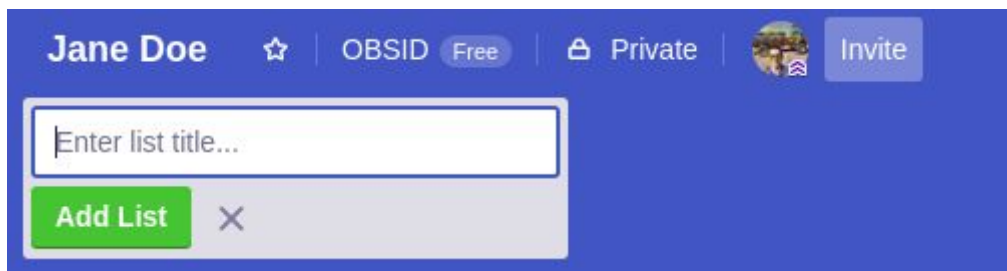 Jane Doe OBSID Free Private Invite
Enter list title...
Add List